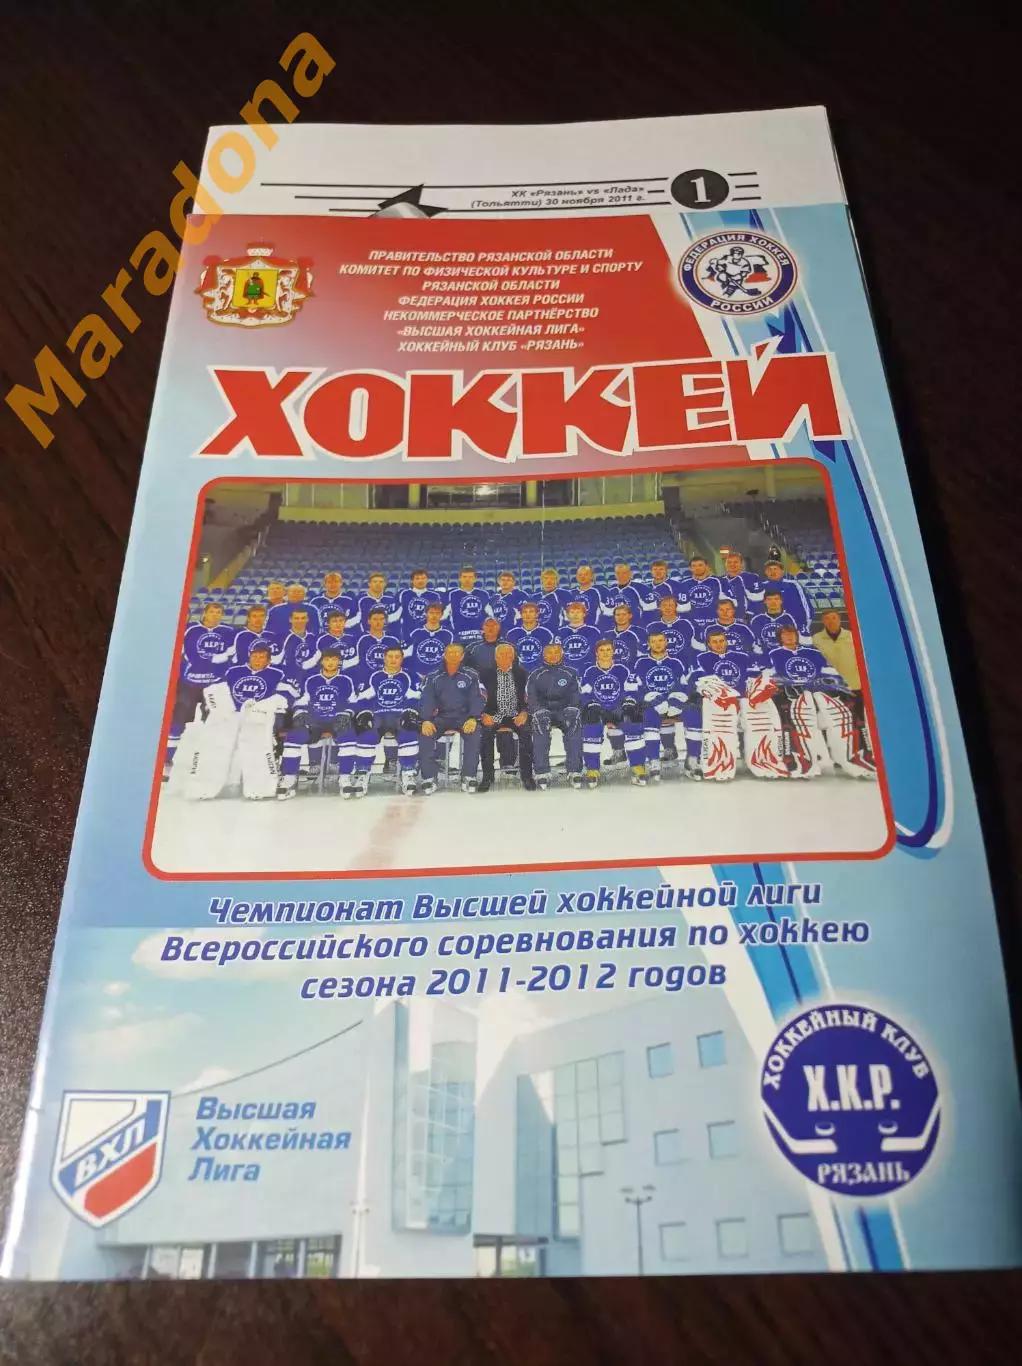 Maradona
ХК «Рязань» vs «Лада»
(Тольятти) 30 ноября 2011 г.
1
ПРАВИТЕЛЬСТВО РЯЗАНСКОЙ ОБЛАСТИ
КОМИТЕТ ПО ФИЗИЧЕСКОЙ КУЛЬТУРЕ И СПОРТУ
РЯЗАНСКОЙ ОБЛАСТИ
ФЕДЕРАЦИЯ ХОККЕЯ РОССИИ
НЕКОММЕРЧЕСКОЕ ПАРТНЁРСТВО
«ВЫСШАЯ ХОККЕЙНАЯ ЛИГА»
ХОККЕЙНЫЙ КЛУБ «РЯЗАНЬ»
ФЕДЕРАЦИЯ ХОККЕЯ
РОССИИ
ХОККЕЙ
Чемпионат Высшей хоккейной лиги
Всероссийского соревнования по хоккею
сезона 2011-2012 годов
ВХЛ
Высшая
Хоккейная
Лига
ХОККЕЙНЫЙ КЛУБ
Х.К.Р.
РЯЗАНЬ